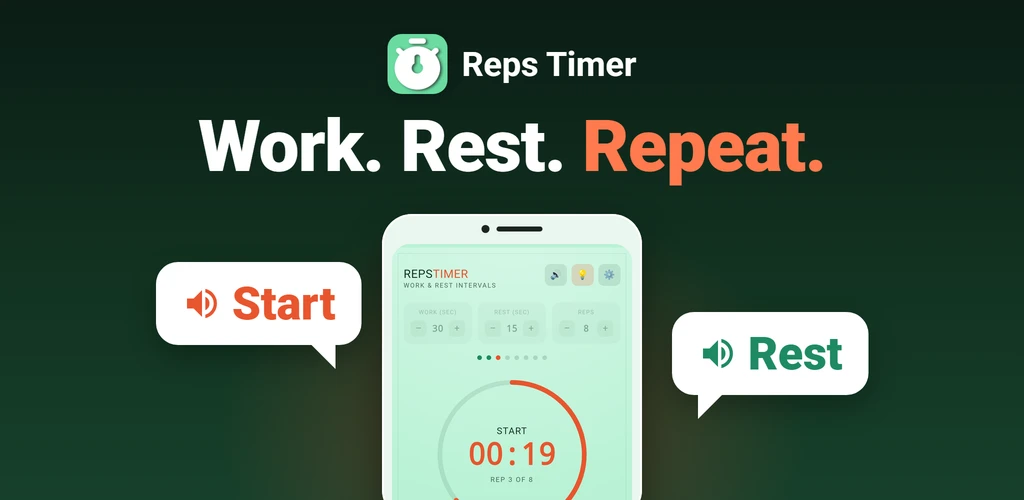 Reps Timer
Work. Rest. Repeat.
Start
REPSTIMER
WORK & REST INTERVALS
WORK (SEC) REST (SEC) REPS
− 30 + − 15 + − 8 +
Rest
START
00:19
REP 3 OF 8